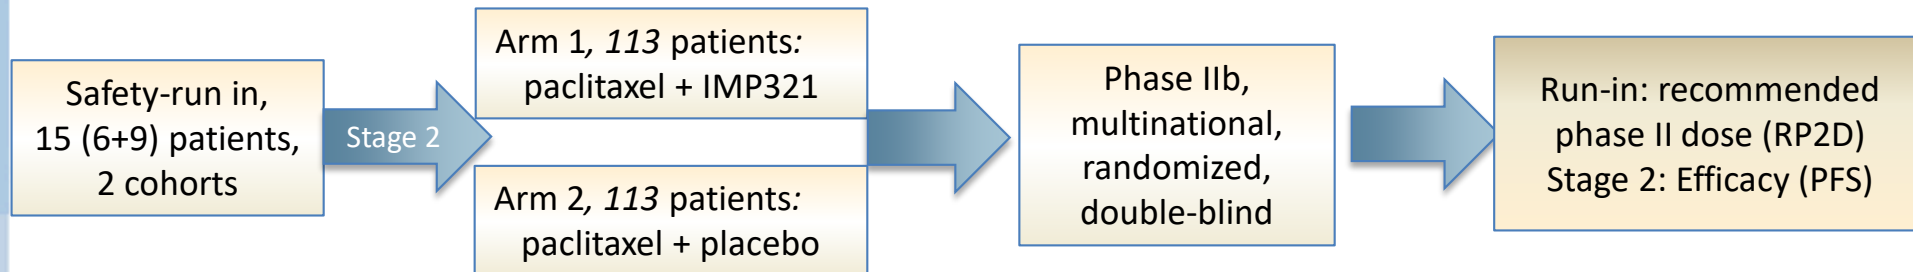 Safety-run in,
15 (6+9) patients,
2 cohorts
Stage 2
Arm 1, 113 patients:
paclitaxel + IMP321
Arm 2, 113 patients:
paclitaxel + placebo
Phase IIb,
multinational,
randomized,
double-blind
Run-in: recommended
phase II dose (RP2D)
Stage 2: Efficacy (PFS)